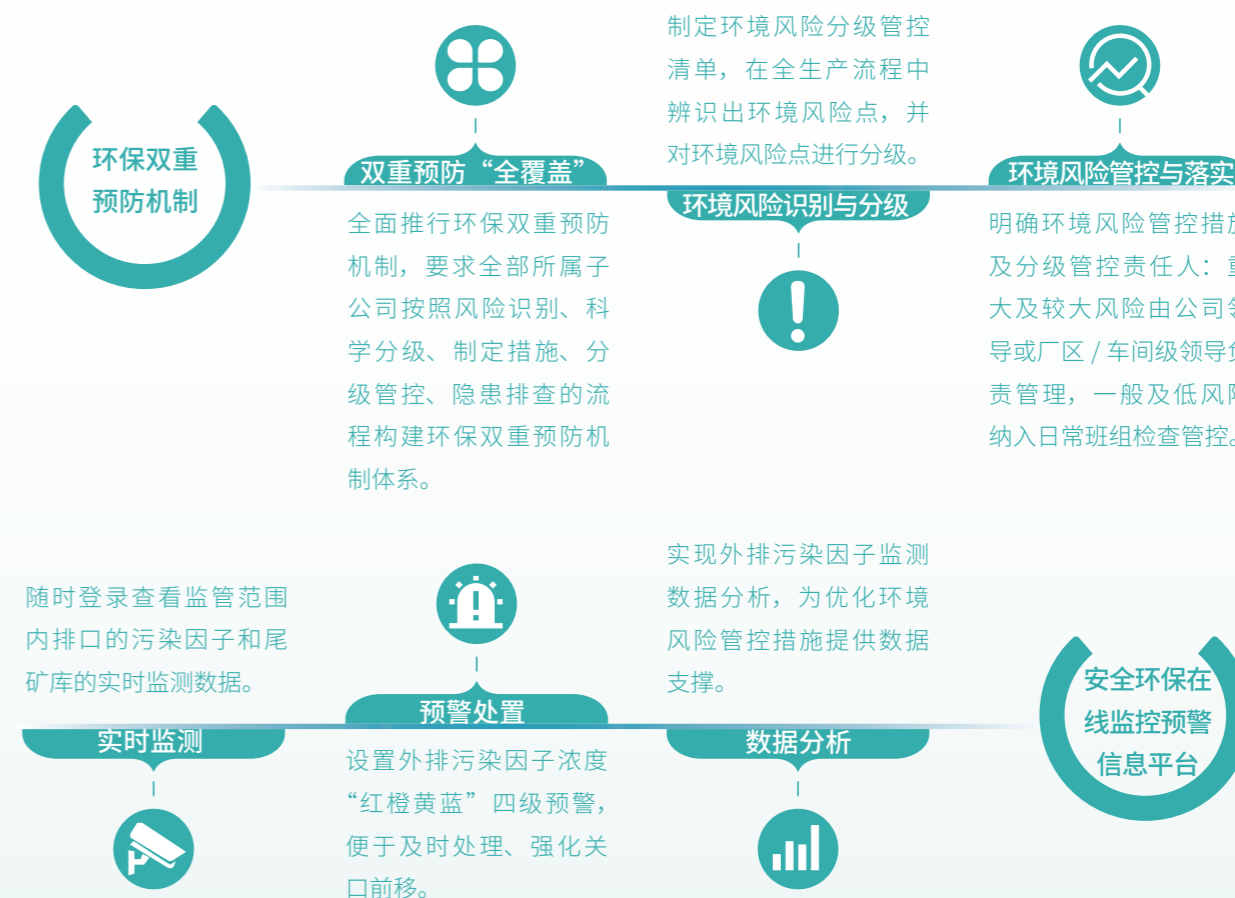 环保双重
预防机制
双重预防“全覆盖”
全面推行环保双重预防
机制，要求全部所属子
公司按照风险识别、科
学分级、制定措施、分
级管控、隐患排查的流
程构建环保双重预防机
制体系。
制定环境风险分级管控
清单，在全生产流程中
辨识出环境风险点，并
对环境风险点进行分级。
环境风险识别与分级
环境风险管控与落实
明确环境风险管控措施
及分级管控责任人：重
大及较大风险由公司领
导或厂区 / 车间级领导负
责管理，一般及低风险
纳入日常班组检查管控。
随时登录查看监管范围
内排口的污染因子和尾
矿库的实时监测数据。
实时监测
预警处置
设置外排污染因子浓度
“红橙黄蓝”四级预警，
便于及时处理、强化关
口前移。
实现外排污染因子监测
数据分析，为优化环境
风险管控措施提供数据
支撑。
数据分析
安全环保在
线监控预警
信息平台